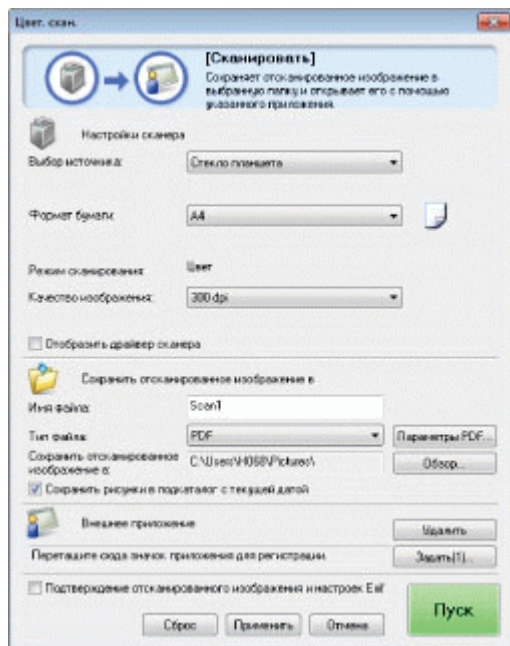 Цвет. скан.
[Сканировать]
Сохраняет отсканированное изображение в
выбранную папку и открывает его с помощью
указанного приложения.
Настройки сканера
Выбор источника: Стекло планшета
Формат бумаги: A4
Режим сканирования: Цвет
Качество изображения: 300 dpi
Отобразить драйвер сканера
Сохранить отсканированное изображение в
Имя файла: Scan1
Тип файла: PDF Параметры PDF...
Сохранить отсканированное
изображение в: C:\Users\H068\Pictures\ Обзор...
Сохранить рисунки в подкаталог с текущей датой
Внешнее приложение Удалить
Перетащите сюда значок приложения для регистрации. Задать(1)...
Подтверждение отсканированного изображения и настроек Exif
Сброс Применить Отмена Пуск